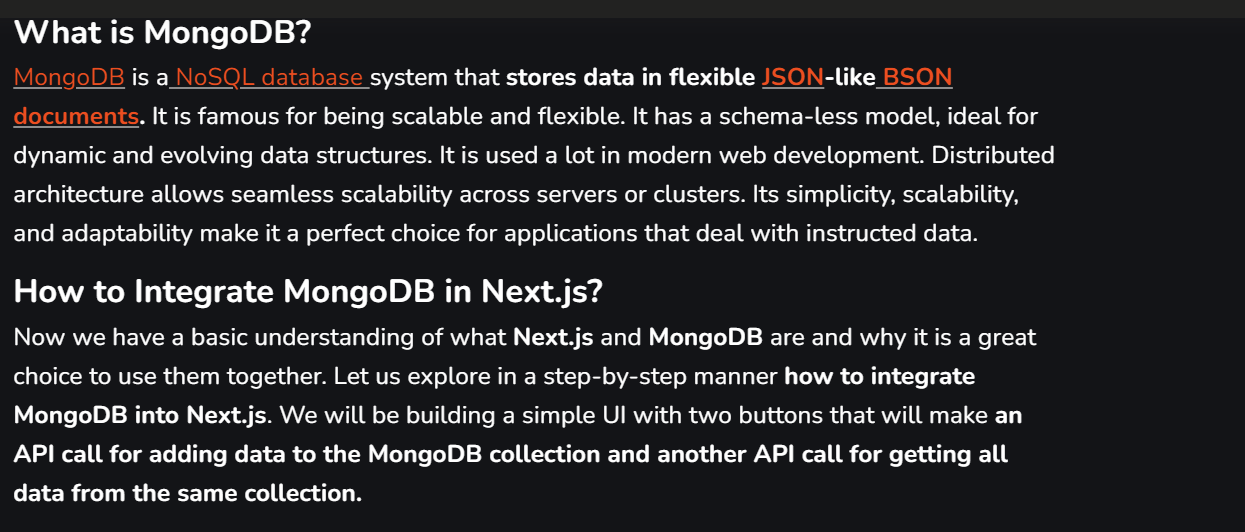 What is MongoDB?
MongoDB is a NoSQL database system that stores data in flexible JSON-like BSON
documents. It is famous for being scalable and flexible. It has a schema-less model, ideal for
dynamic and evolving data structures. It is used a lot in modern web development. Distributed
architecture allows seamless scalability across servers or clusters. Its simplicity, scalability,
and adaptability make it a perfect choice for applications that deal with instructed data.
How to Integrate MongoDB in Next.js?
Now we have a basic understanding of what Next.js and MongoDB are and why it is a great
choice to use them together. Let us explore in a step-by-step manner how to integrate
MongoDB into Next.js. We will be building a simple UI with two buttons that will make an
API call for adding data to the MongoDB collection and another API call for getting all
data from the same collection.